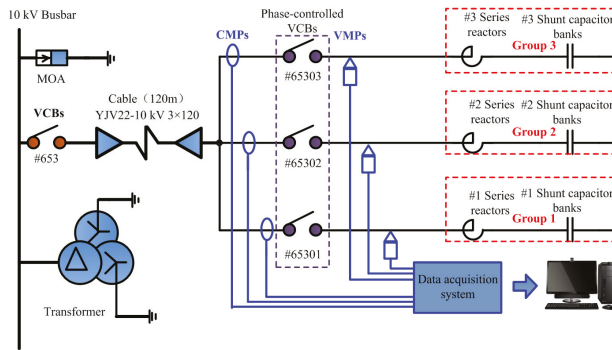 10 kV Busbar
MOA
VCBs
#653
Cable（120m）
YJV22-10 kV 3×120
Transformer
CMPs
Phase-controlled
VCBs
VMPs
#65303
#65302
#65301
#3 Series
reactors
#3 Shunt capacitor
banks
Group 3
#2 Series
reactors
#2 Shunt capacitor
banks
Group 2
#1 Series
reactors
#1 Shunt capacitor
banks
Group 1
Data acquisition
system